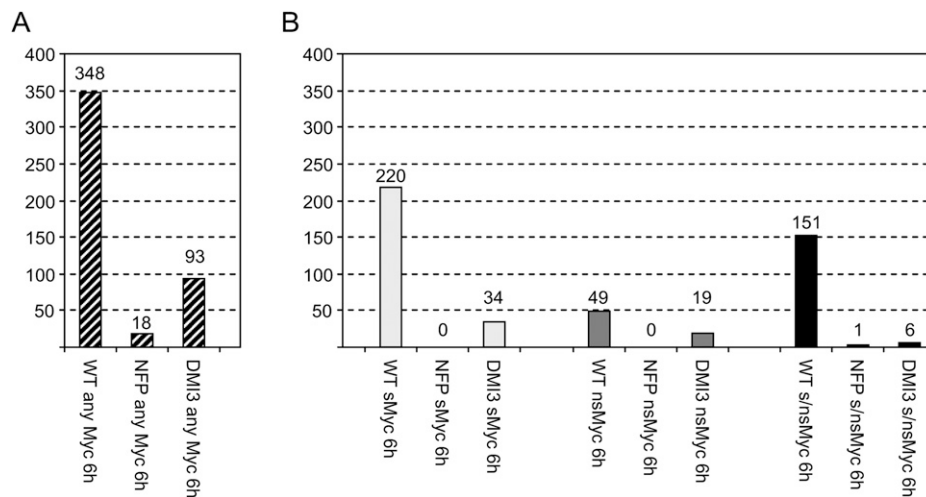 A
400
350
300
250
200
150
100
50
348
18
93
WT any Myc 6h
NFP any Myc 6h
DMI3 any Myc 6h
B
400
350
300
250
200
150
100
50
220
0
34
49
0
19
151
1
6
WT sMyc 6h
NFP sMyc 6h
DMI3 sMyc 6h
WT nsMyc 6h
NFP nsMyc 6h
DMI3 nsMyc 6h
WT s/nsMyc 6h
NFP s/nsMyc 6h
DMI3 s/nsMyc 6h